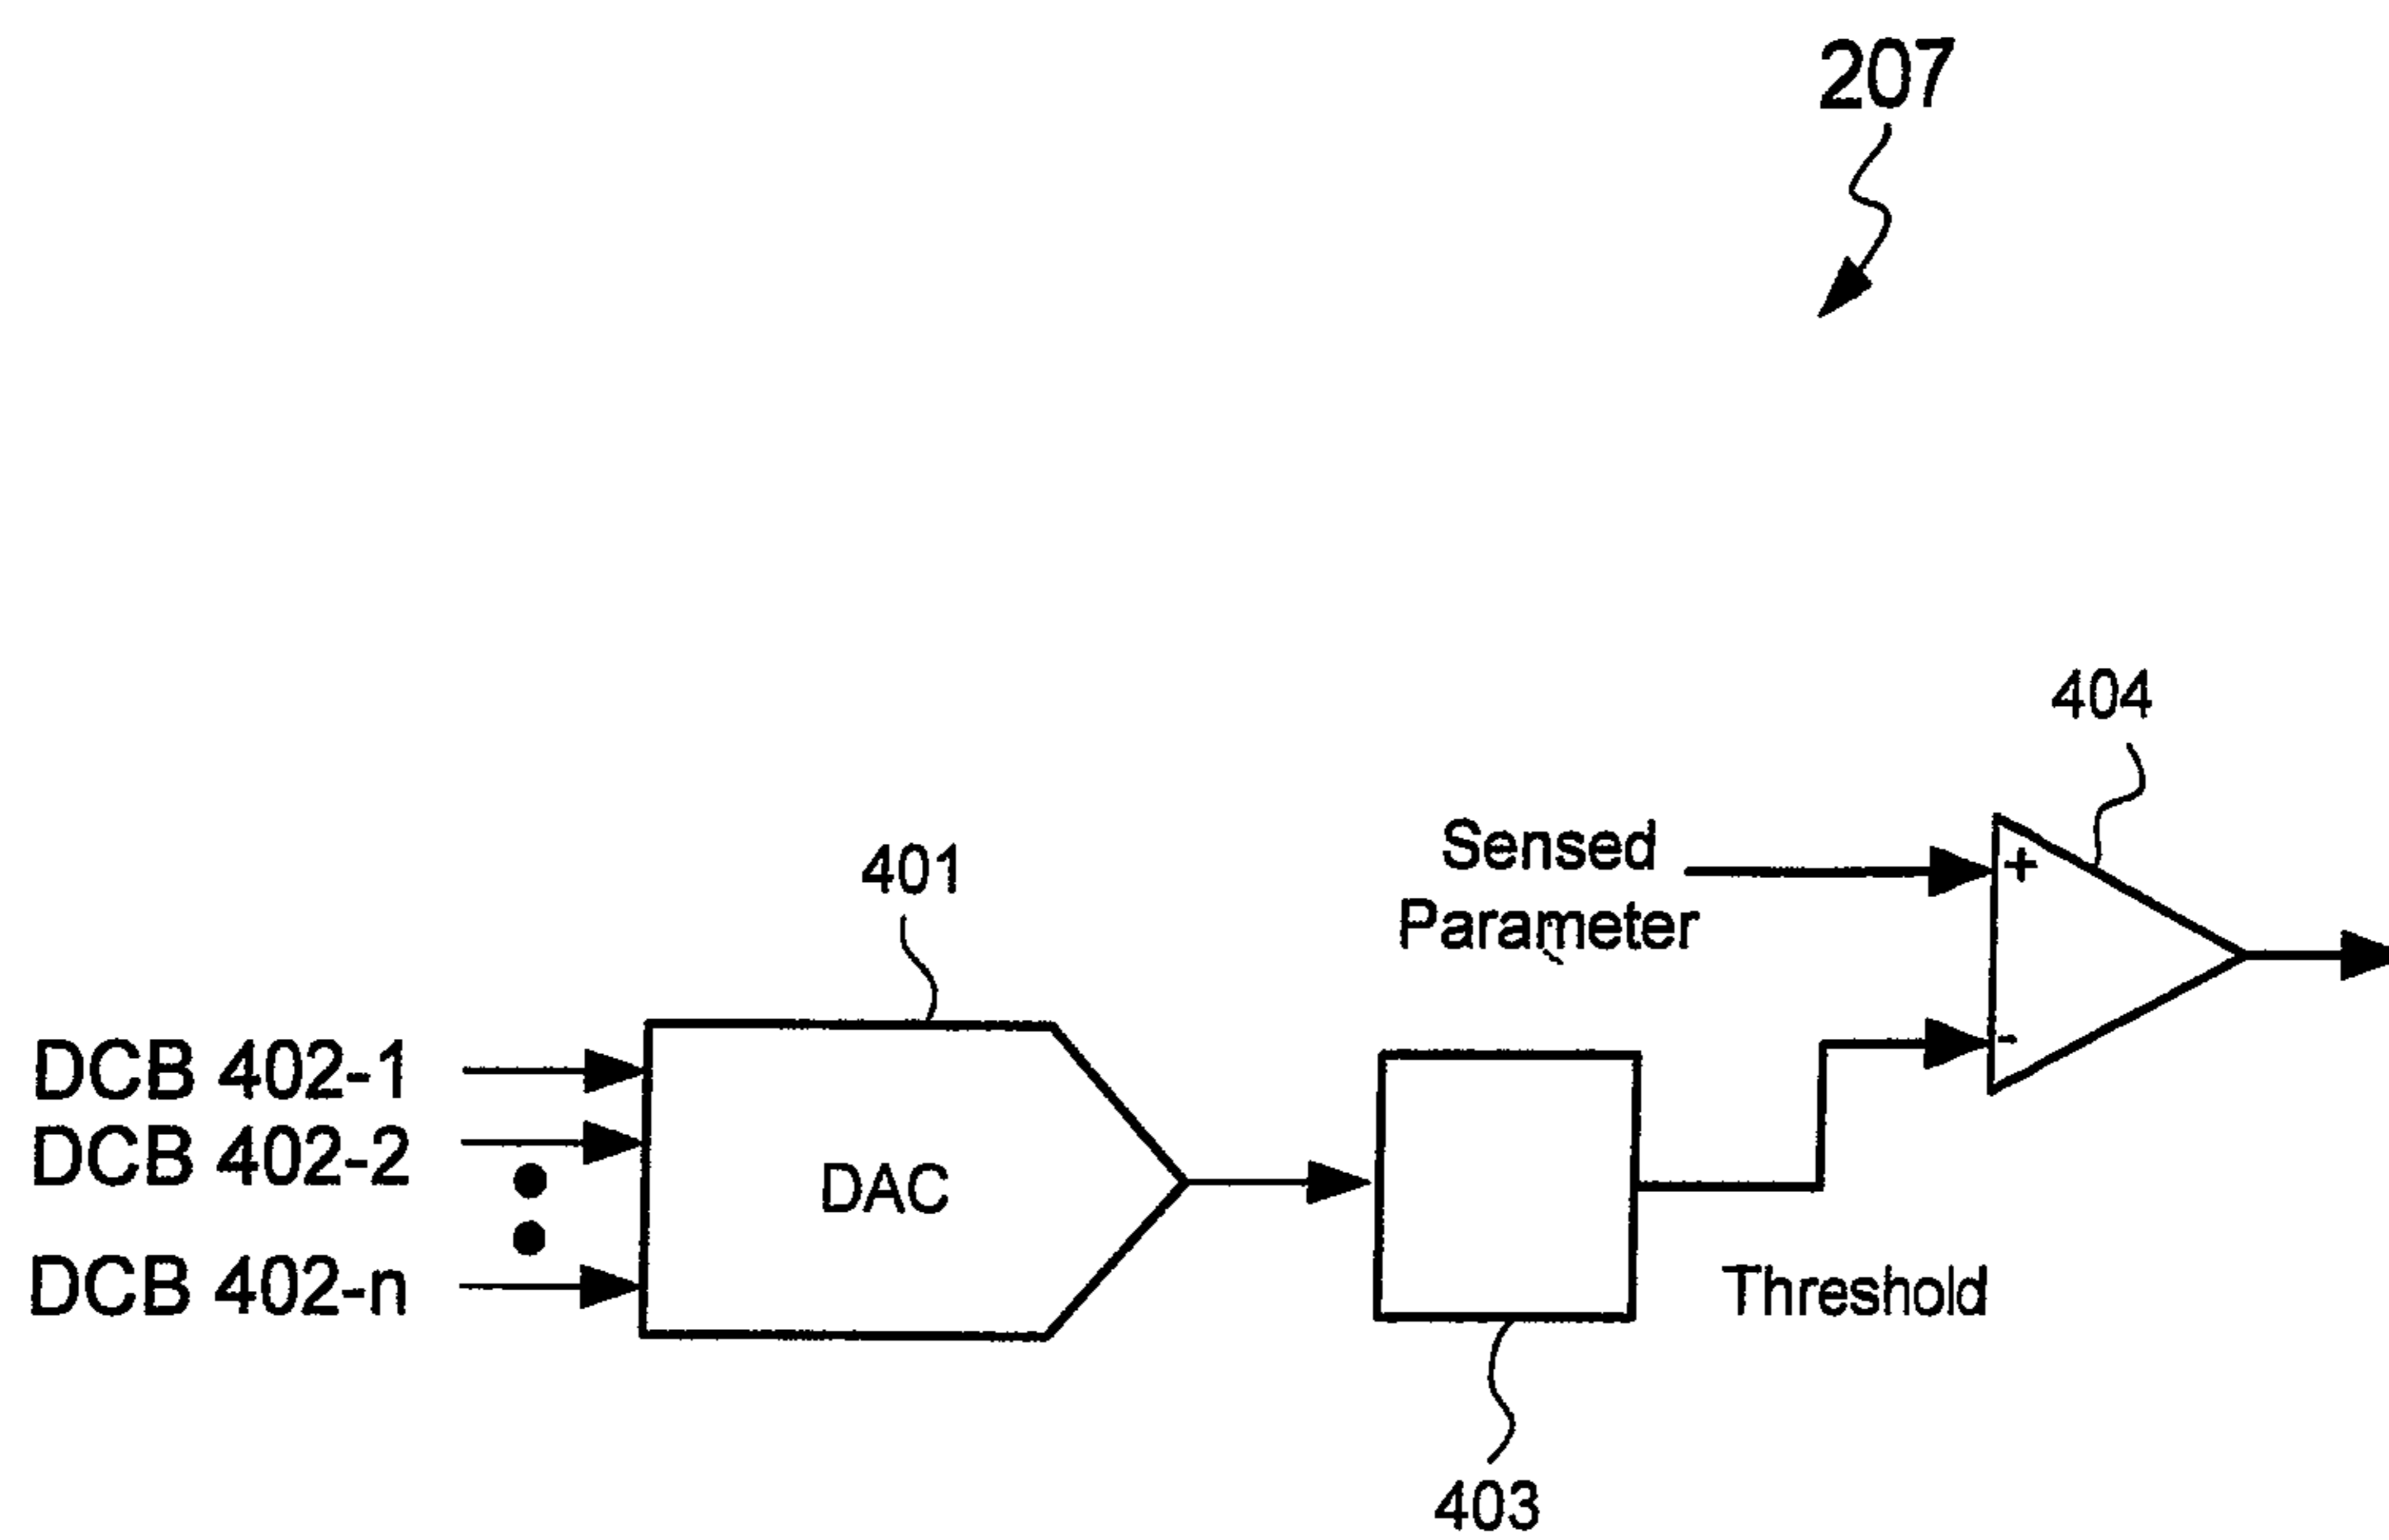 207
404
Sensed
Parameter
401
+
-
DCB 402-1
DCB 402-2
DCB 402-n
DAC
Threshold
403